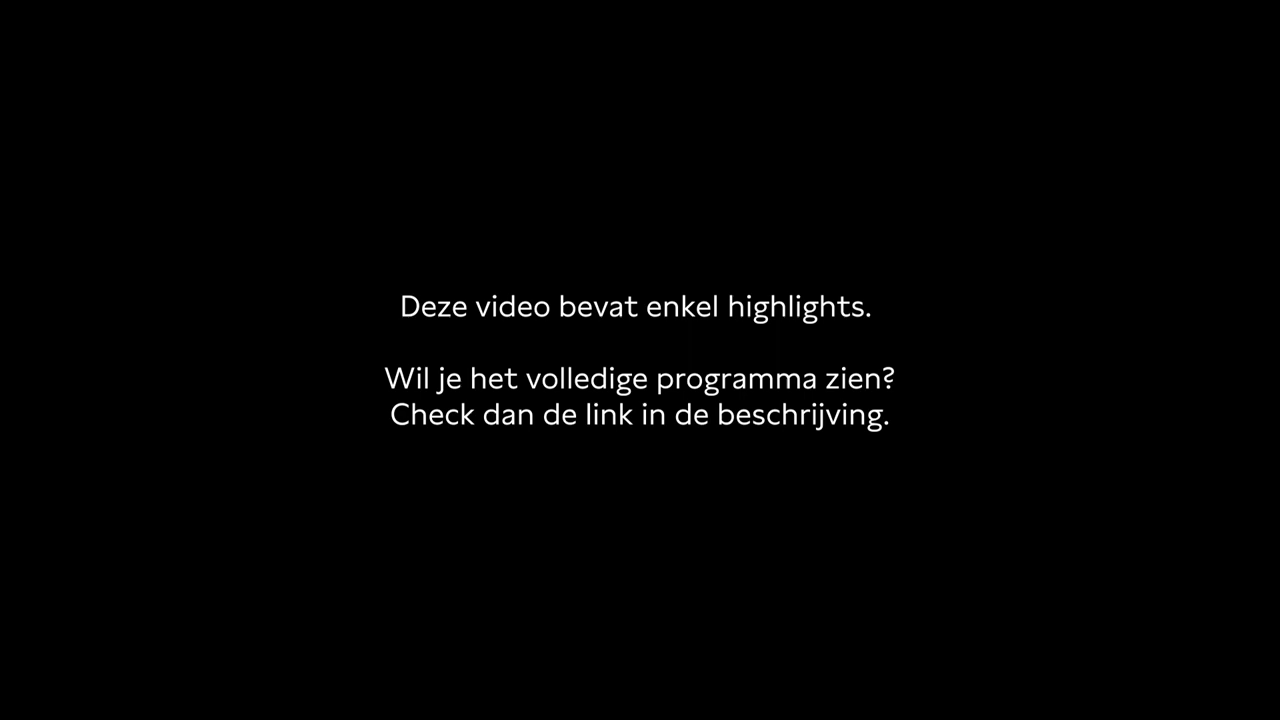 Deze video bevat enkel highlights.
Wil je het volledige programma zien?
Check dan de link in de beschrijving.